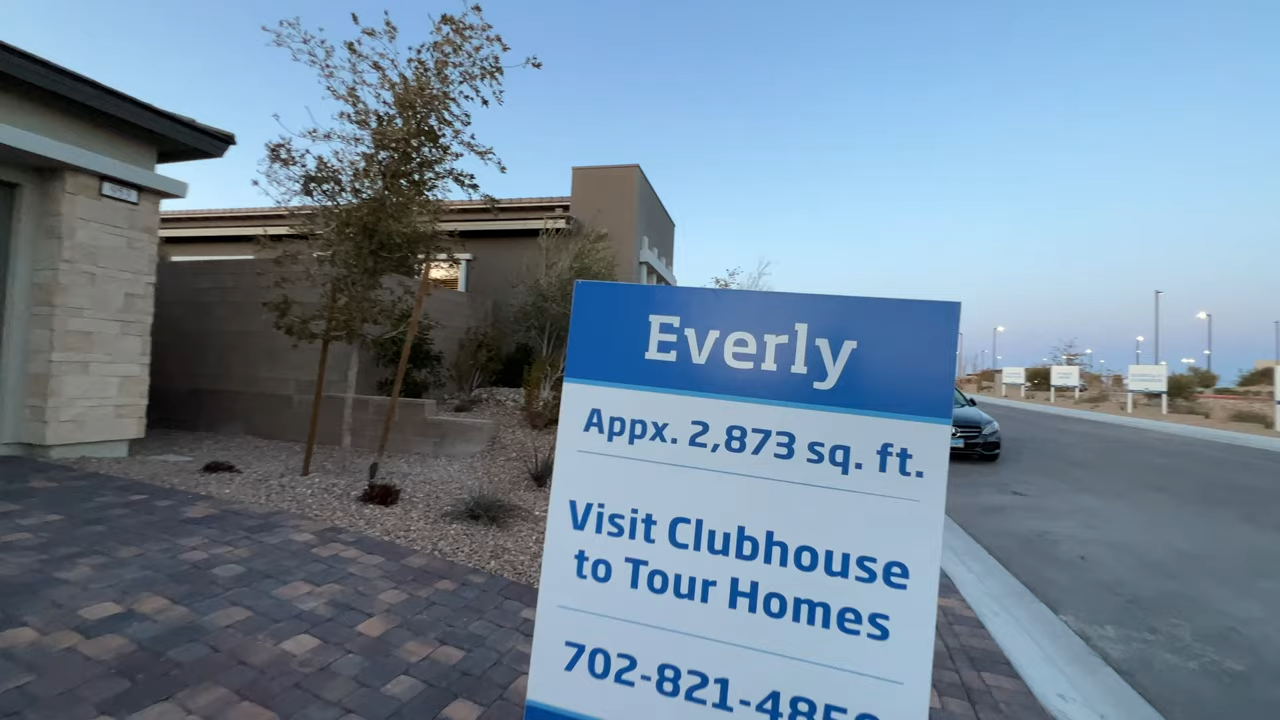 Everly
Appx. 2,873 sq. ft.
Visit Clubhouse
to Tour Homes